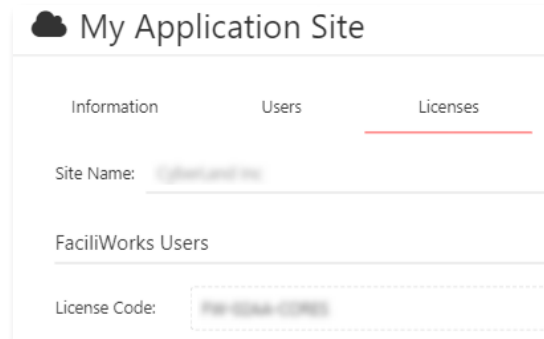 My Application Site
Information Users Licenses
Site Name:
FaciliWorks Users
License Code: